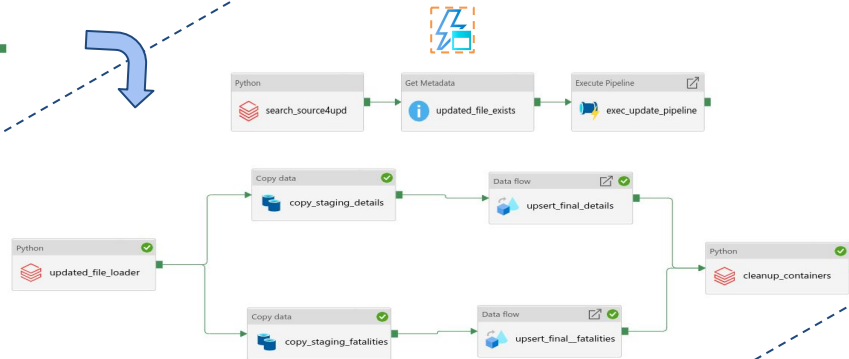 Python
search_source4upd
Get Metadata
updated_file_exists
Execute Pipeline
exec_update_pipeline
Copy data
copy_staging_details
Data flow
upsert_final_details
Python
updated_file_loader
Python
cleanup_containers
Copy data
copy_staging_fatalities
Data flow
upsert_final__fatalities